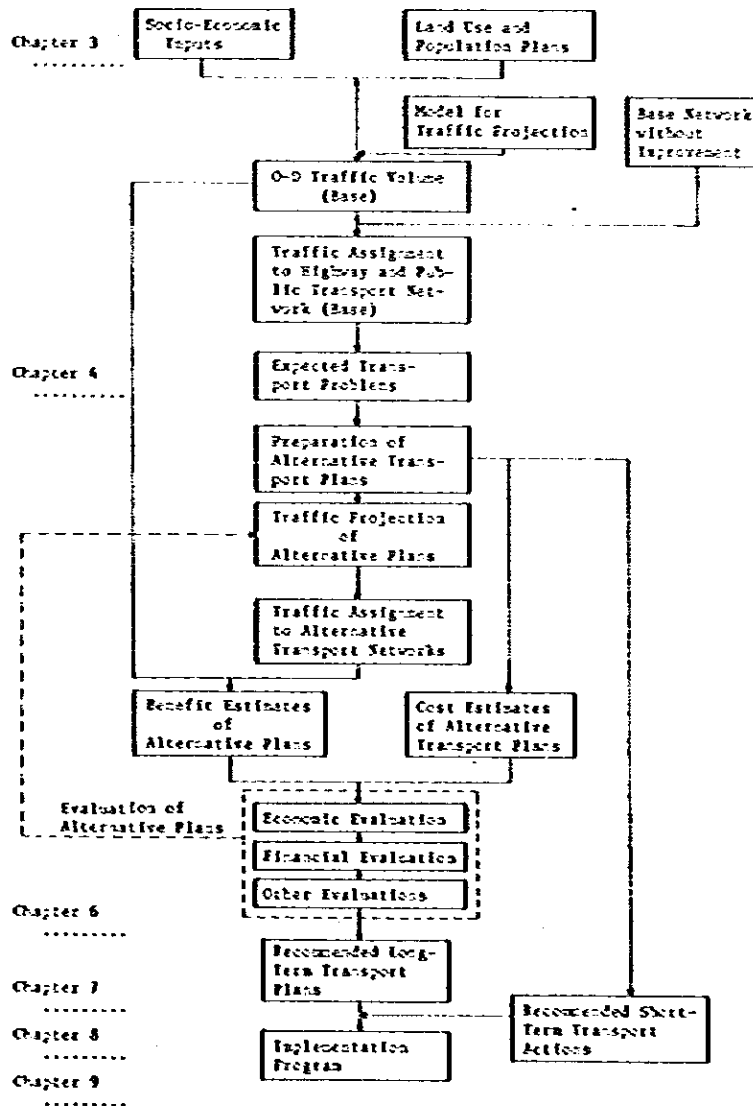 Socio-Economic
Inputs
Land Use and
Population Plans
Chapter 3
Model for
Traffic Projection
Base Network
without
Improvement
O-D Traffic Volume
(Base)
Traffic Assignment
to Highway and Pub-
lic Transport Net-
work (Base)
Chapter 4
Expected Trans-
port Problems
Preparation of
Alternative Trans-
port Plans
Traffic Projection
of
Alternative Plans
Traffic Assignment
to Alternative
Transport Networks
Benefit Estimates
of
Alternative Plans
Cost Estimates
of Alternative
Transport Plans
Evaluation of
Alternative Plans
Economic Evaluation
Financial Evaluation
Other Evaluations
Chapter 6
Recommended Long-
Term Transport
Plans
Chapter 7
Recommended Short-
Term Transport
Actions
Chapter 8
Implementation
Program
Chapter 9